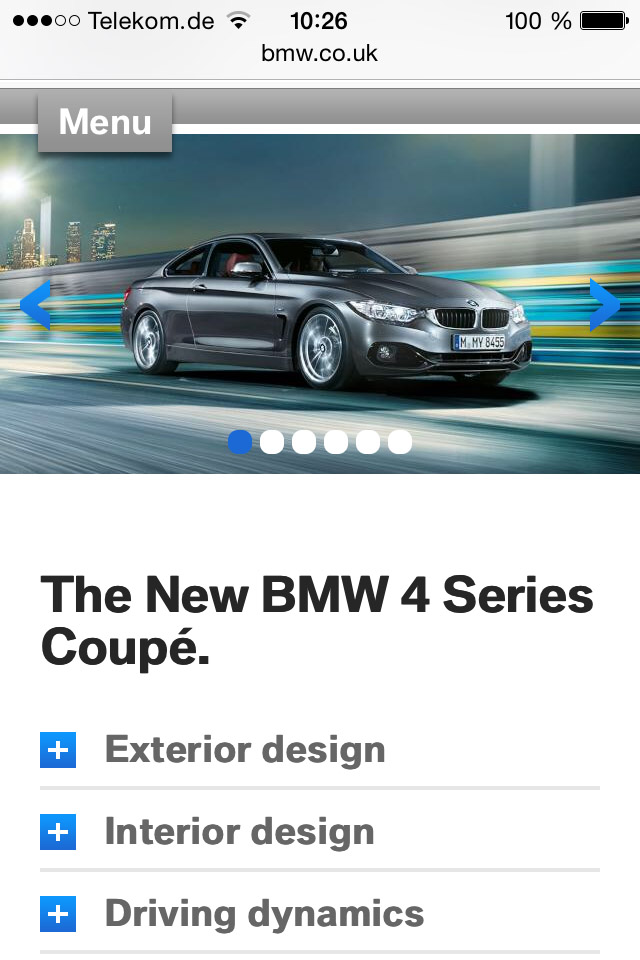 Telekom.de 10:26 100 %
bmw.co.uk
Menu
M MY 8455
The New BMW 4 Series
Coupé.
Exterior design
Interior design
Driving dynamics